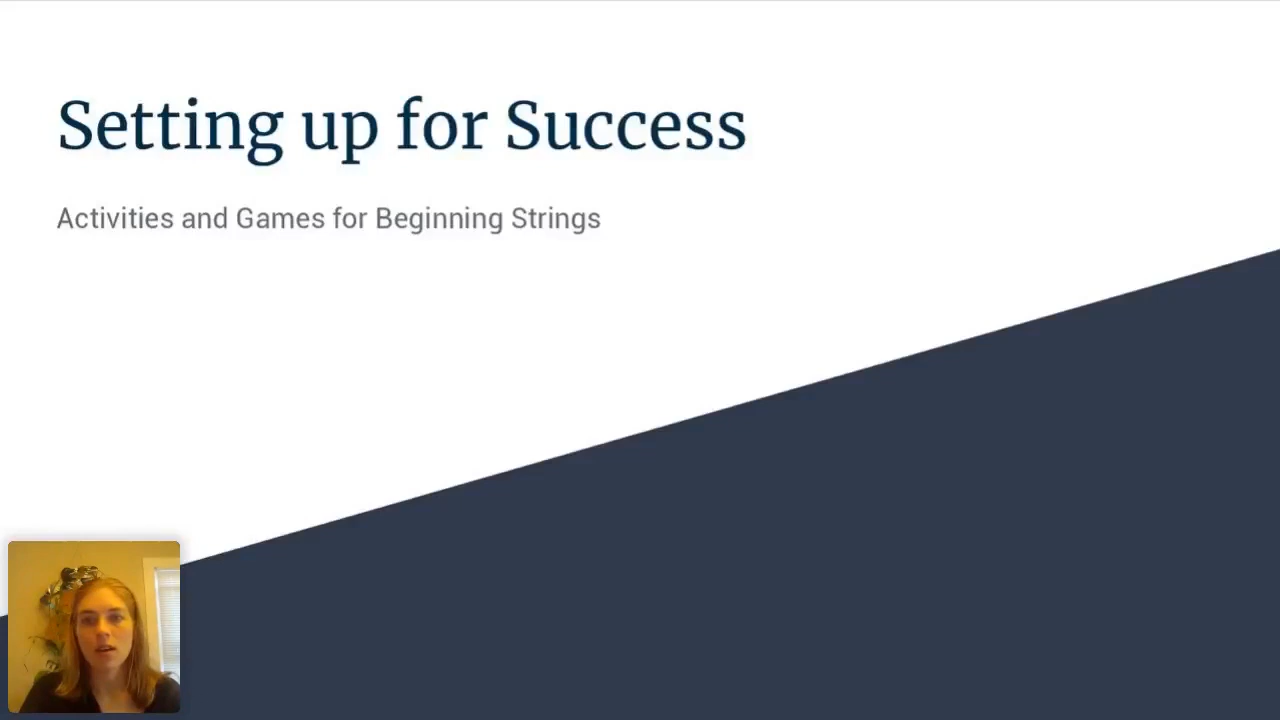 Setting up for Success
Activities and Games for Beginning Strings